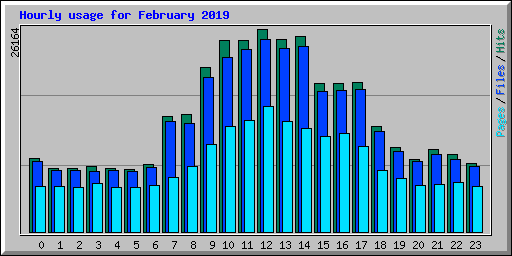 Hourly usage for February 2019
26164
Pages / Files / Hits
0 1 2 3 4 5 6 7 8 9 10 11 12 13 14 15 16 17 18 19 20 21 22 23